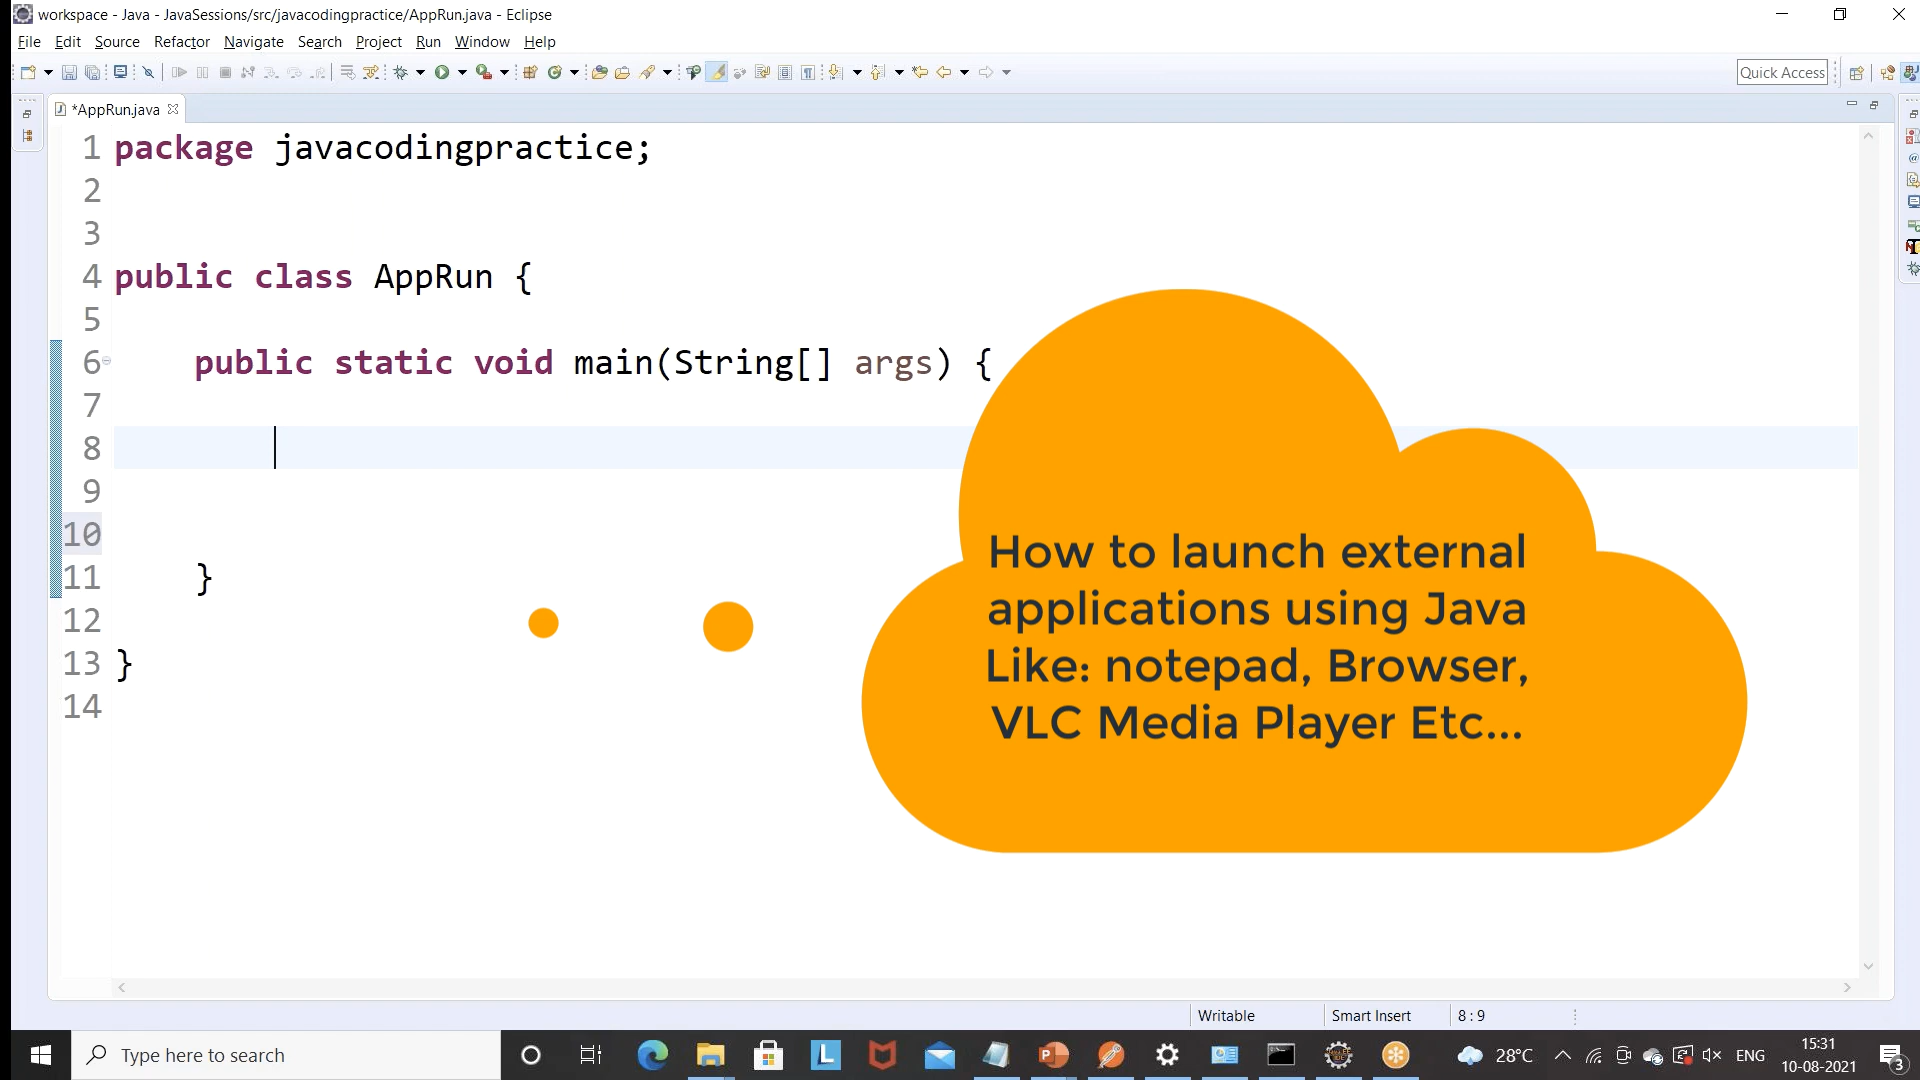 workspace - Java - JavaSessions/src/javacodingpractice/AppRun.java - Eclipse
File Edit Source Refactor Navigate Search Project Run Window Help
Quick Access
*AppRun.java
1 package javacodingpractice;
2
3
4 public class AppRun {
5
6 public static void main(String[] args) {
7
8
9
10
11 }
12
13 }
14
How to launch external
applications using Java
Like: notepad, Browser,
VLC Media Player Etc...
Writable Smart Insert 8 : 9
Type here to search
28°C ENG
15:31
10-08-2021
3